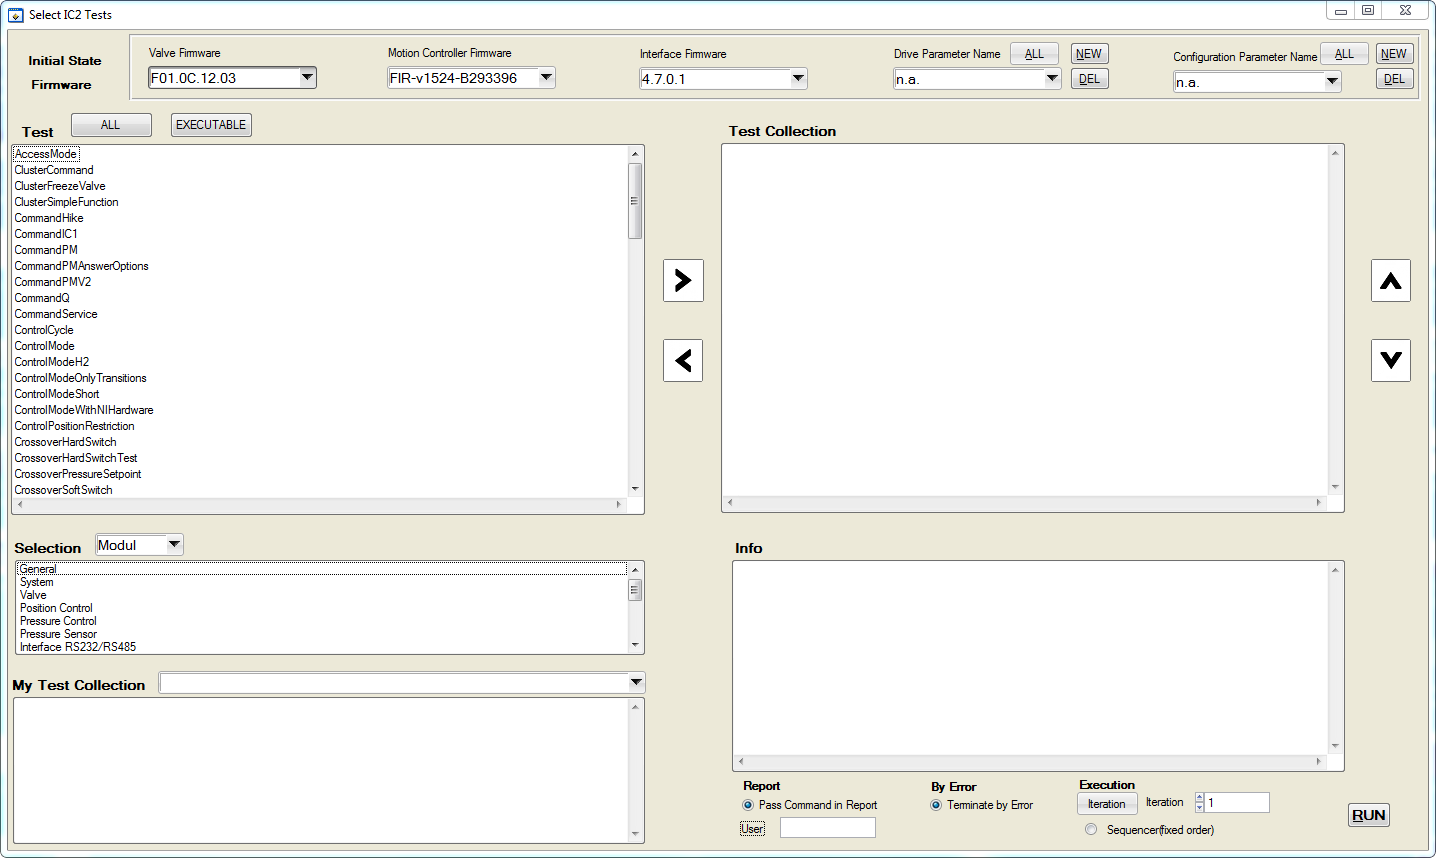 Select IC2 Tests
Initial State
Firmware
Valve Firmware
F01.0C.12.03
Motion Controller Firmware
FIR-v1524-B293396
Interface Firmware
4.7.0.1
Drive Parameter Name
ALL
NEW
n.a.
DEL
Configuration Parameter Name
ALL
NEW
n.a.
DEL
Test
ALL
EXECUTABLE
AccessMode
ClusterCommand
ClusterFreezeValve
ClusterSimpleFunction
CommandHike
CommandIC1
CommandPM
CommandPMAnswerOptions
CommandPMV2
CommandQ
CommandService
ControlCycle
ControlMode
ControlModeH2
ControlModeOnlyTransitions
ControlModeShort
ControlModeWithNIHardware
ControlPositionRestriction
CrossoverHardSwitch
CrossoverHardSwitchTest
CrossoverPressureSetpoint
CrossoverSoftSwitch
Test Collection
Selection
Modul
General
System
Valve
Position Control
Pressure Control
Pressure Sensor
Interface RS232/RS485
My Test Collection
Info
Report
Pass Command in Report
User
By Error
Terminate by Error
Execution
Iteration
Iteration
1
Sequencer(fixed order)
RUN